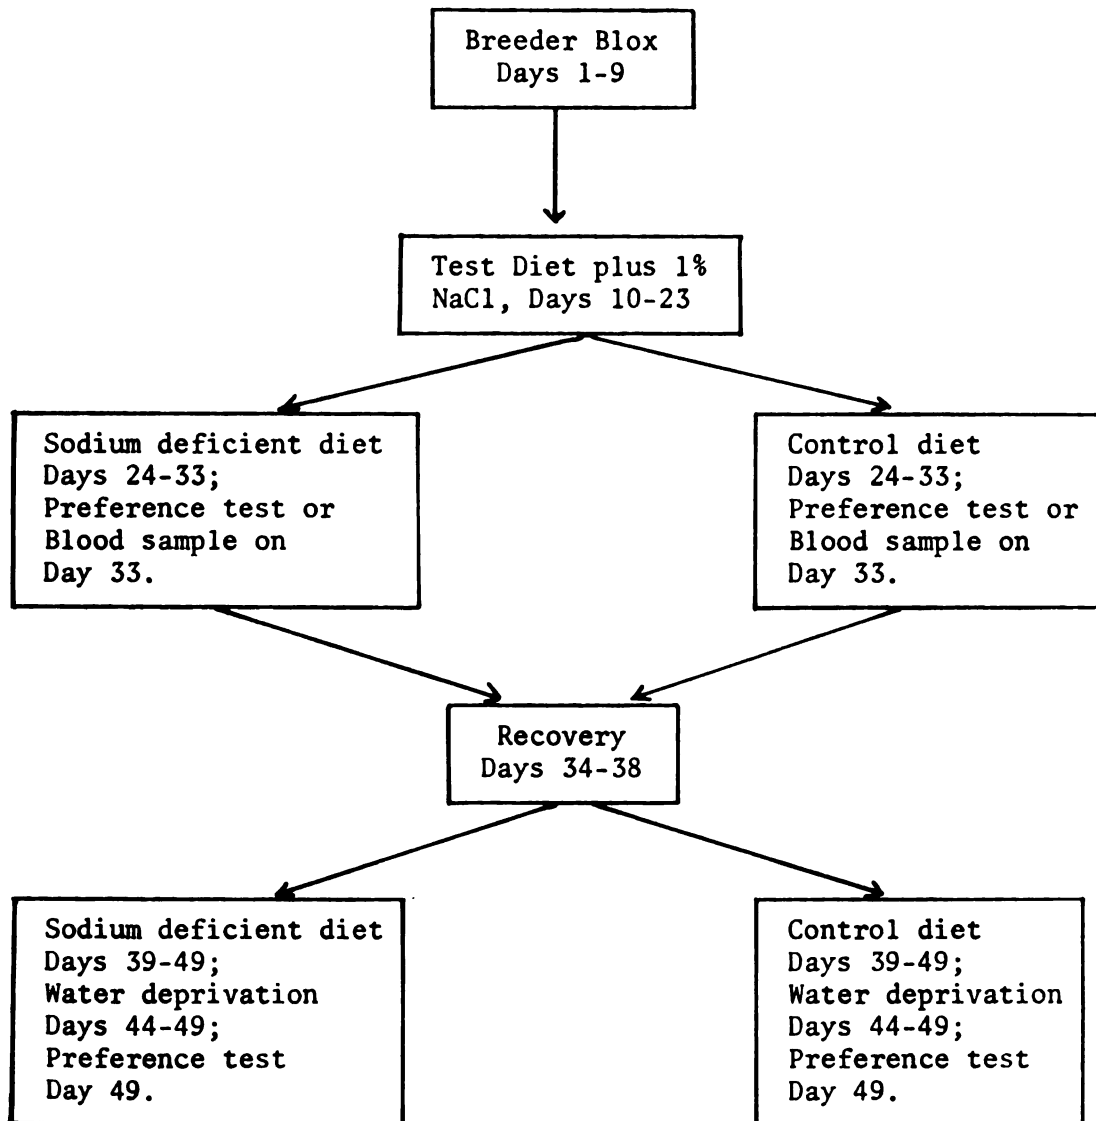 Breeder Blox
Days 1-9
Test Diet plus 1%
NaCl, Days 10-23
Sodium deficient diet
Days 24-33;
Preference test or
Blood sample on
Day 33.
Control diet
Days 24-33;
Preference test or
Blood sample on
Day 33.
Recovery
Days 34-38
Sodium deficient diet
Days 39-49;
Water deprivation
Days 44-49;
Preference test
Day 49.
Control diet
Days 39-49;
Water deprivation
Days 44-49;
Preference test
Day 49.